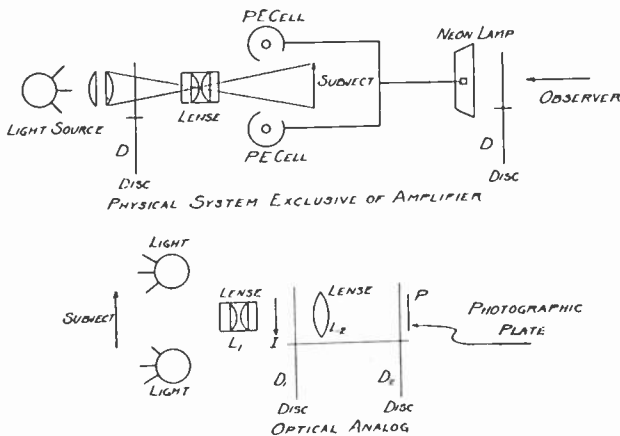 PE CELL
NEON LAMP
SUBJECT
OBSERVER
LENSE
LIGHT SOURCE
PE CELL
D
D
DISC
DISC
PHYSICAL SYSTEM EXCLUSIVE OF AMPLIFIER
LIGHT
LENSE
LENSE
P
PHOTOGRAPHIC
PLATE
SUBJECT
L1
I
L2
LIGHT
D1
D2
DISC
DISC
OPTICAL ANALOG